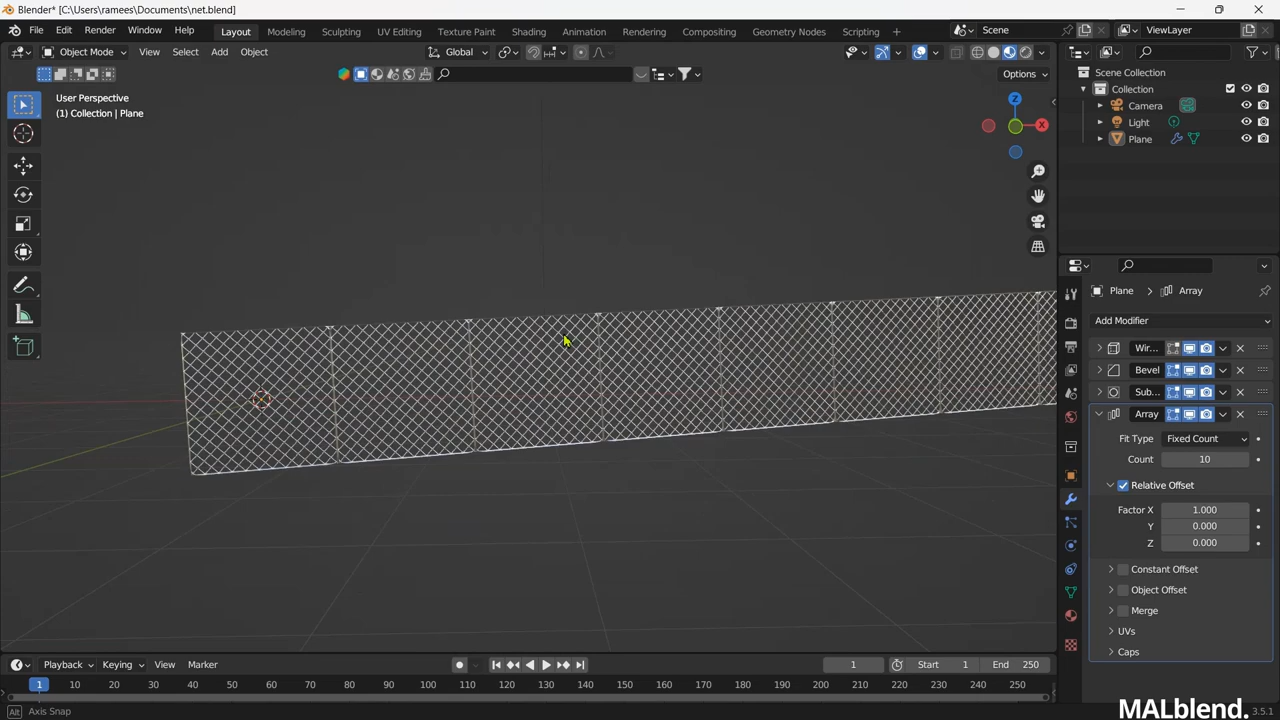 Blender* [C:\Users\ramees\Documents\net.blend]
File Edit Render Window Help Layout Modeling Sculpting UV Editing Texture Paint Shading Animation Rendering Compositing Geometry Nodes Scripting + Scene ViewLayer
Object Mode View Select Add Object Global
Options
User Perspective
(1) Collection | Plane
Z
X
Scene Collection
Collection
Camera
Light
Plane
Plane > Array
Add Modifier
Wir...
Bevel
Sub...
Array
Fit Type Fixed Count
Count 10
Relative Offset
Factor X 1.000
Y 0.000
Z 0.000
Constant Offset
Object Offset
Merge
UVs
Caps
Playback Keying View Marker 1 Start 1 End 250
1 10 20 30 40 50 60 70 80 90 100 110 120 130 140 150 160 170 180 190 200 210 220 230 240 250
Alt Axis Snap
MALblend. 3.5.1